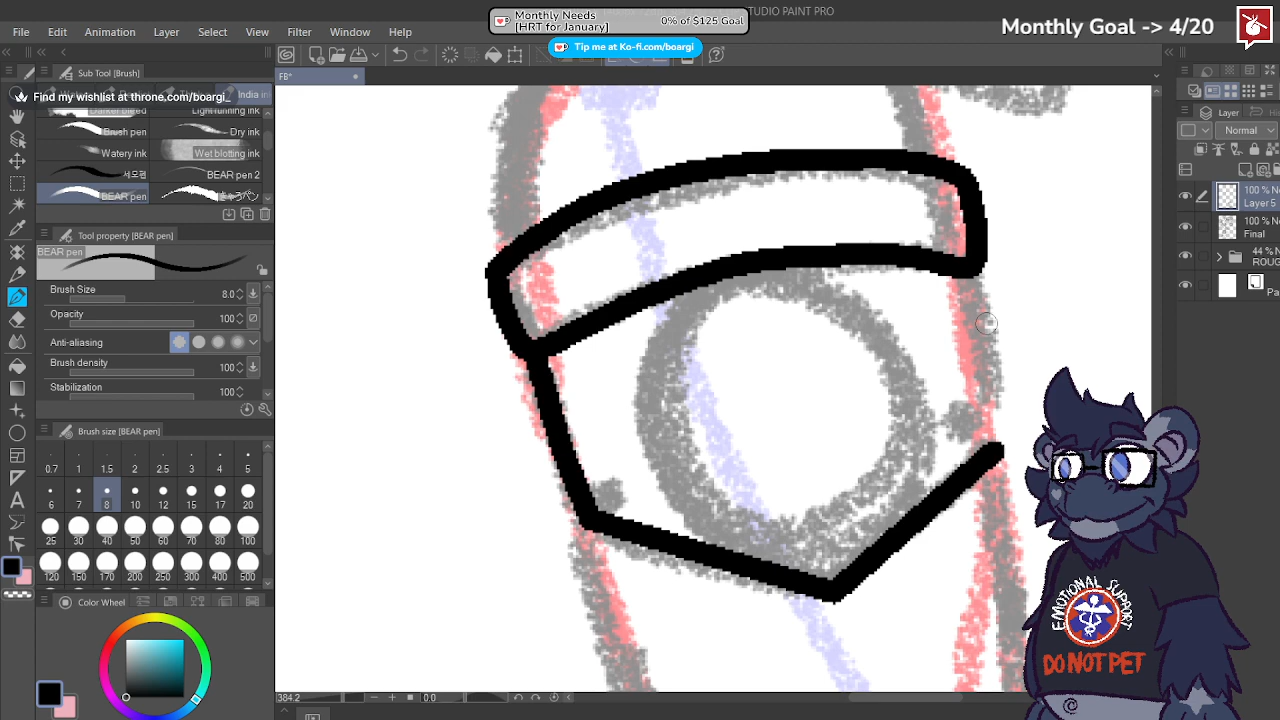 Monthly Needs
[HRT for January]
0% of $125 Goal
Tip me at Ko-fi.com/boargi
STUDIO PAINT PRO
Monthly Goal -> 4/20
File Edit Animation Layer Select View Filter Window Help
Sub Tool [Brush]
FB*
Find my wishlist at throne.com/boargi_
India in
Light running ink
Brush pen
Dry ink
Watery ink
Wet blotting ink
BEAR pen 2
BEAR pen
Tool property [BEAR pen]
BEAR pen
Brush Size 8.0
Opacity 100
Anti-aliasing
Brush density 100
Stabilization 100
Brush size [BEAR pen]
0.7 1 1.5 2 2.5 3 4 5
6 7 8 10 12 15 17 20
25 30 40 50 60 70 80 100
120 150 170 200 250 300 400 500
Color Wheel
384.2
0.0
Layer
Normal
100 % No
Layer 5
100 % No
Final
44 % No
ROUG
Pa
EMOTIONAL SUPPORT
DO NOT PET